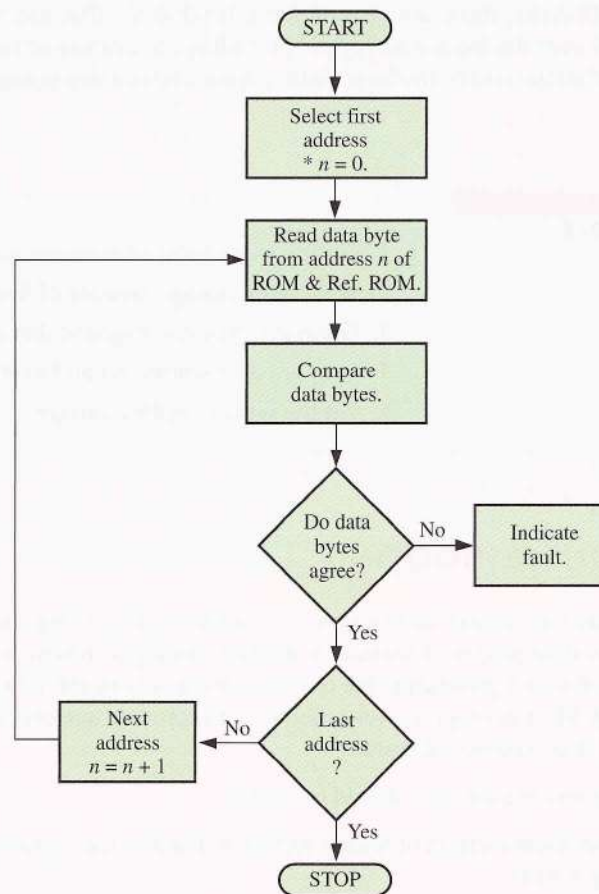 START
Select first
address
* n = 0.
Read data byte
from address n of
ROM & Ref. ROM.
Compare
data bytes.
Do data
bytes
agree?
No
Indicate
fault.
Yes
Next
address
n = n + 1
No
Last
address
?
Yes
STOP